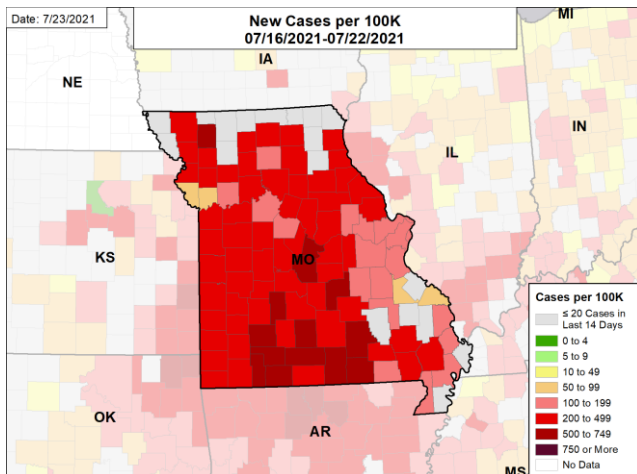 Date: 7/23/2021
New Cases per 100K
07/16/2021-07/22/2021
MI
IA
NE
IL
IN
KS
MO
OK
AR
MS
Cases per 100K
≤ 20 Cases in
Last 14 Days
0 to 4
5 to 9
10 to 49
50 to 99
100 to 199
200 to 499
500 to 749
750 or More
No Data